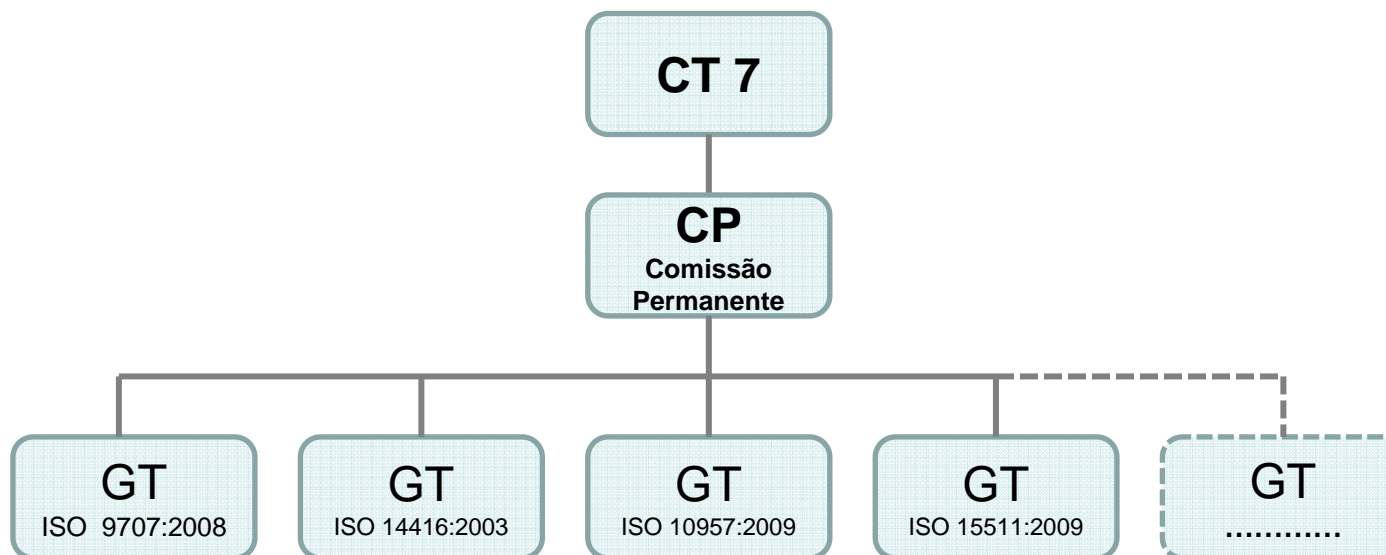 CT 7
CP
Comissão
Permanente
GT
ISO 9707:2008
GT
ISO 14416:2003
GT
ISO 10957:2009
GT
ISO 15511:2009
GT
............